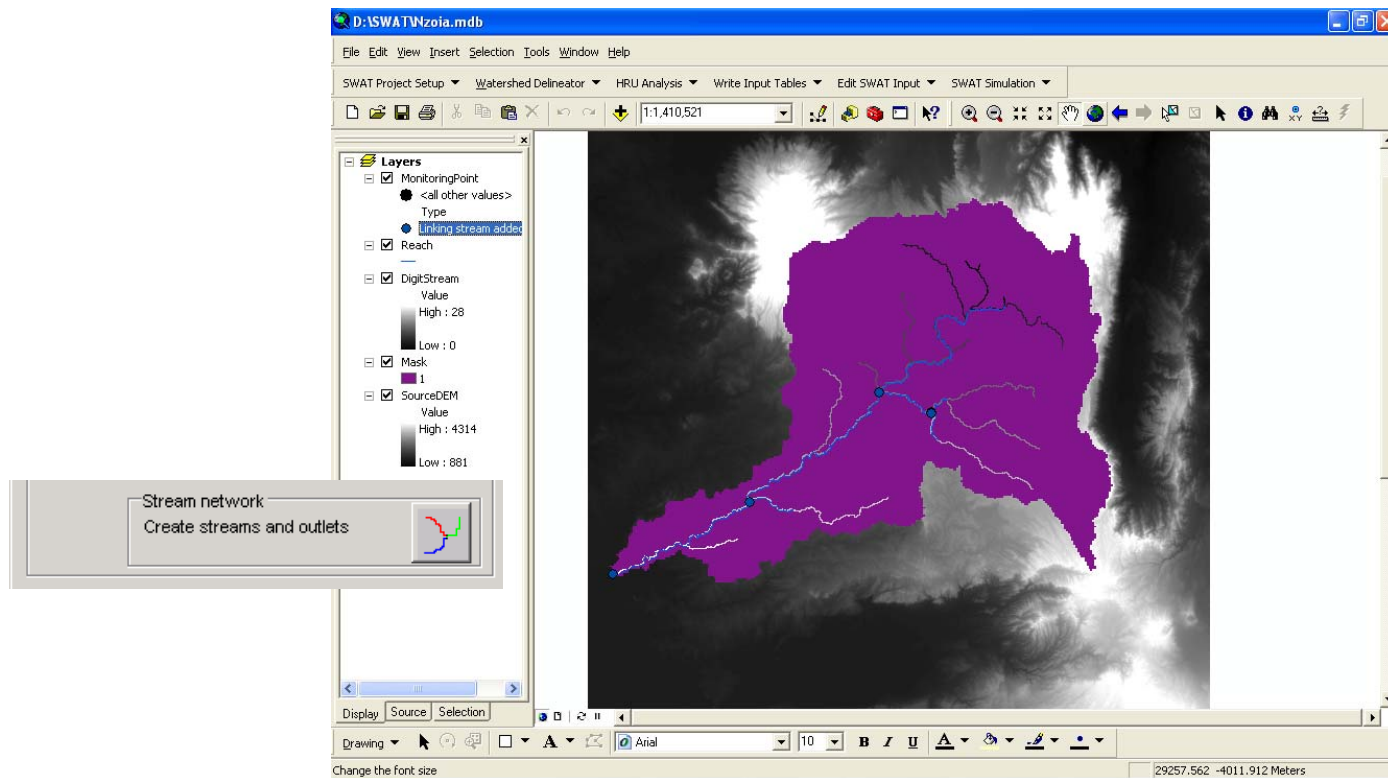 D:\SWAT\Nzoia.mdb
File Edit View Insert Selection Tools Window Help
SWAT Project Setup Watershed Delineator HRU Analysis Write Input Tables Edit SWAT Input SWAT Simulation
1:1,410,521
XY
Layers
MonitoringPoint
<all other values>
Type
Linking stream added
Reach
DigitStream
Value
High : 28
Low : 0
Mask
1
SourceDEM
Value
High : 4314
Low : 881
Stream network
Create streams and outlets
Display Source Selection
Drawing A Arial 10 B I U A
Change the font size 29257.562 -4011.912 Meters